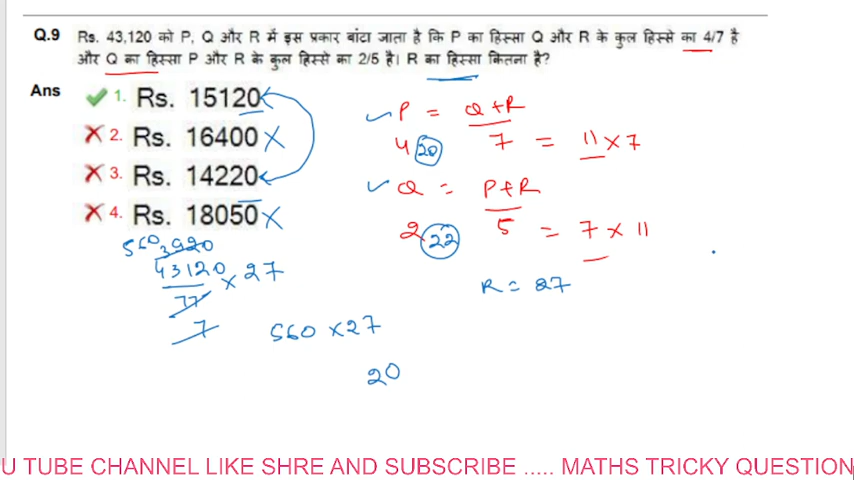 Q.9 Rs. 43,120 को P, Q और R में इस प्रकार बांटा जाता है कि P का हिस्सा Q और R के कुल हिस्से का 4/7 है
और Q का हिस्सा P और R के कुल हिस्से का 2/5 है। R का हिस्सा कितना है?
Ans
1. Rs. 15120
2. Rs. 16400
3. Rs. 14220
4. Rs. 18050
P = Q+R
4 20 7 = 11 × 7
Q = P+R
2 22 5 = 7 × 11
R = 27
560 3920
43120 × 27
77
7
560 × 27
20
U TUBE CHANNEL LIKE SHRE AND SUBSCRIBE ..... MATHS TRICKY QUESTION